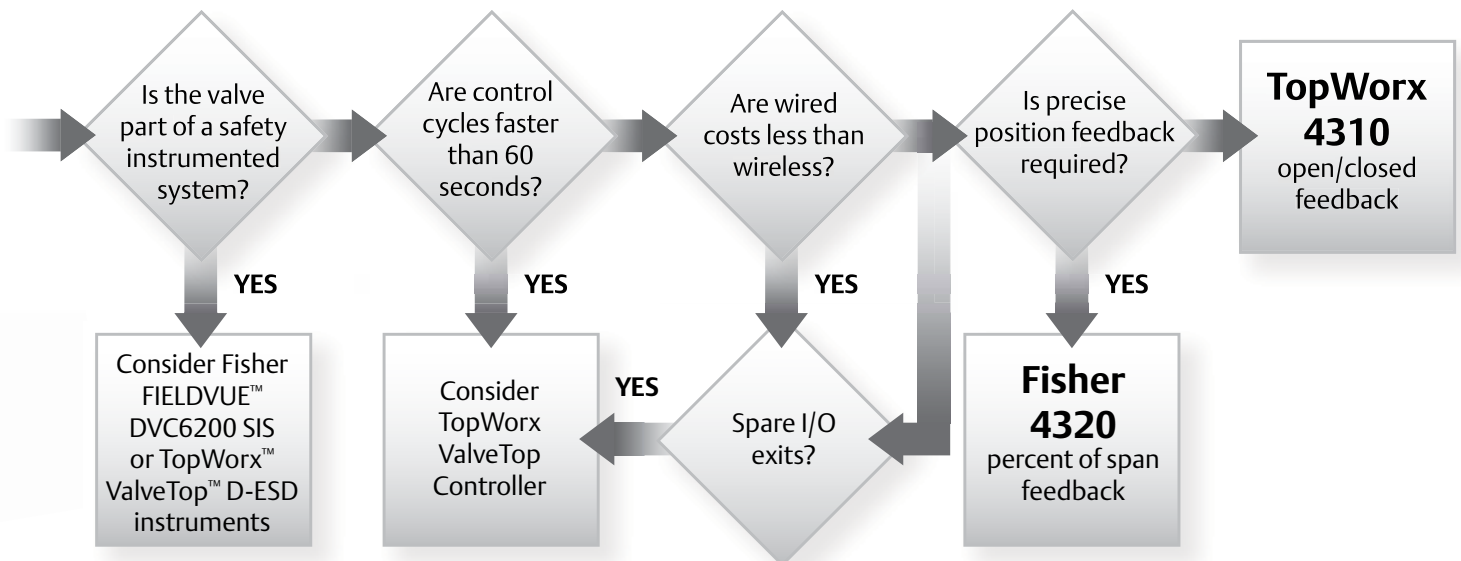 Is the valve
part of a safety
instrumented
system?
YES
Consider Fisher
FIELDVUE™
DVC6200 SIS
or TopWorx™
ValveTop™ D-ESD
instruments
Are control
cycles faster
than 60
seconds?
YES
Consider
TopWorx
ValveTop
Controller
Are wired
costs less than
wireless?
YES
Spare I/O
exits?
YES
Is precise
position feedback
required?
YES
Fisher
4320
percent of span
feedback
TopWorx
4310
open/closed
feedback